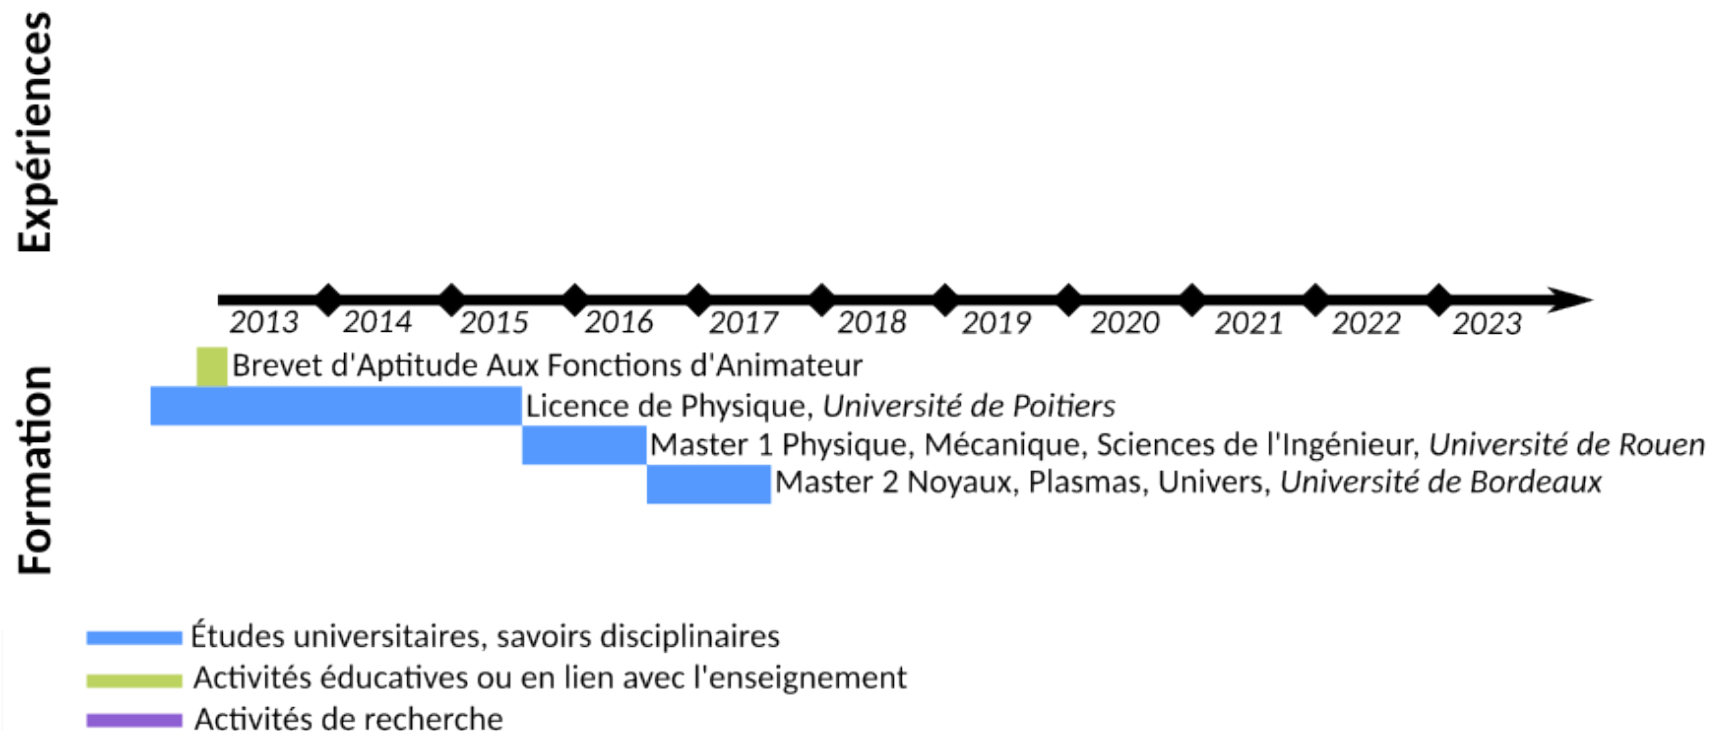 Expériences
2013 2014 2015 2016 2017 2018 2019 2020 2021 2022 2023
Formation
Brevet d'Aptitude Aux Fonctions d'Animateur
Licence de Physique, Université de Poitiers
Master 1 Physique, Mécanique, Sciences de l'Ingénieur, Université de Rouen
Master 2 Noyaux, Plasmas, Univers, Université de Bordeaux
Études universitaires, savoirs disciplinaires
Activités éducatives ou en lien avec l'enseignement
Activités de recherche